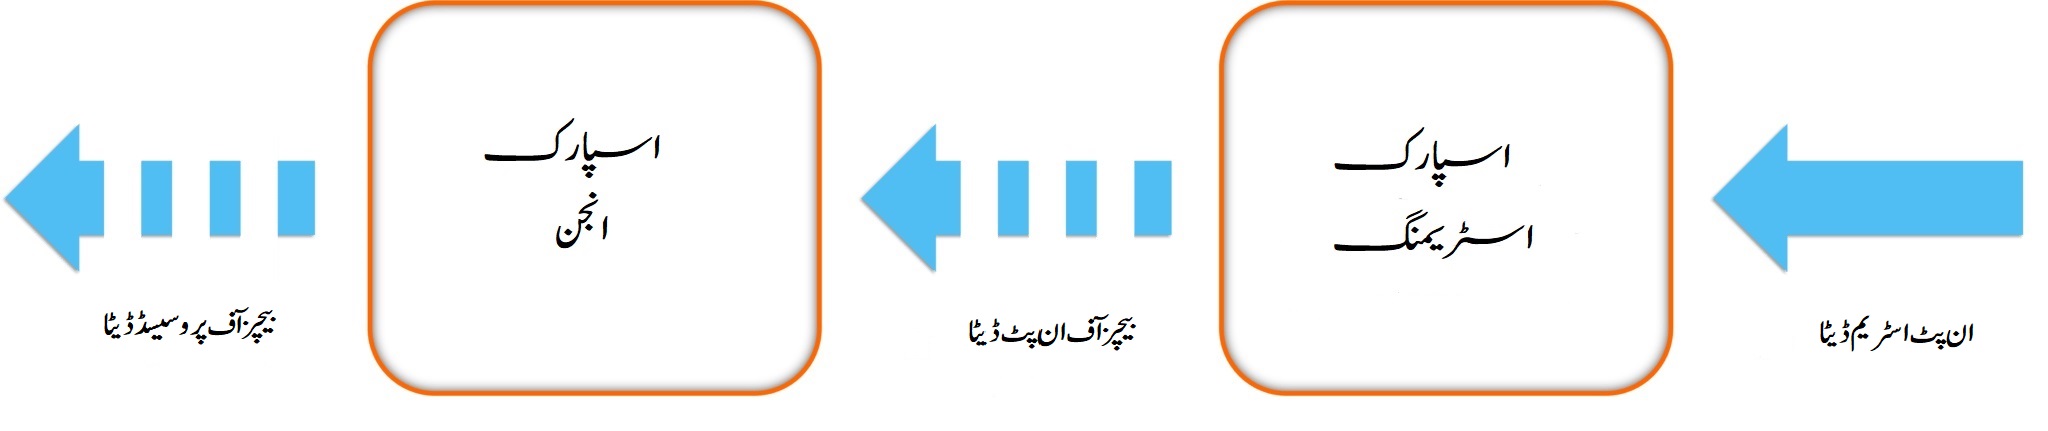 ان پٹ اسٹریم ڈیٹا
اسپارک
اسٹریمنگ
بیچز آف ان پٹ ڈیٹا
اسپارک
انجن
بیچز آف پروسیسڈ ڈیٹا